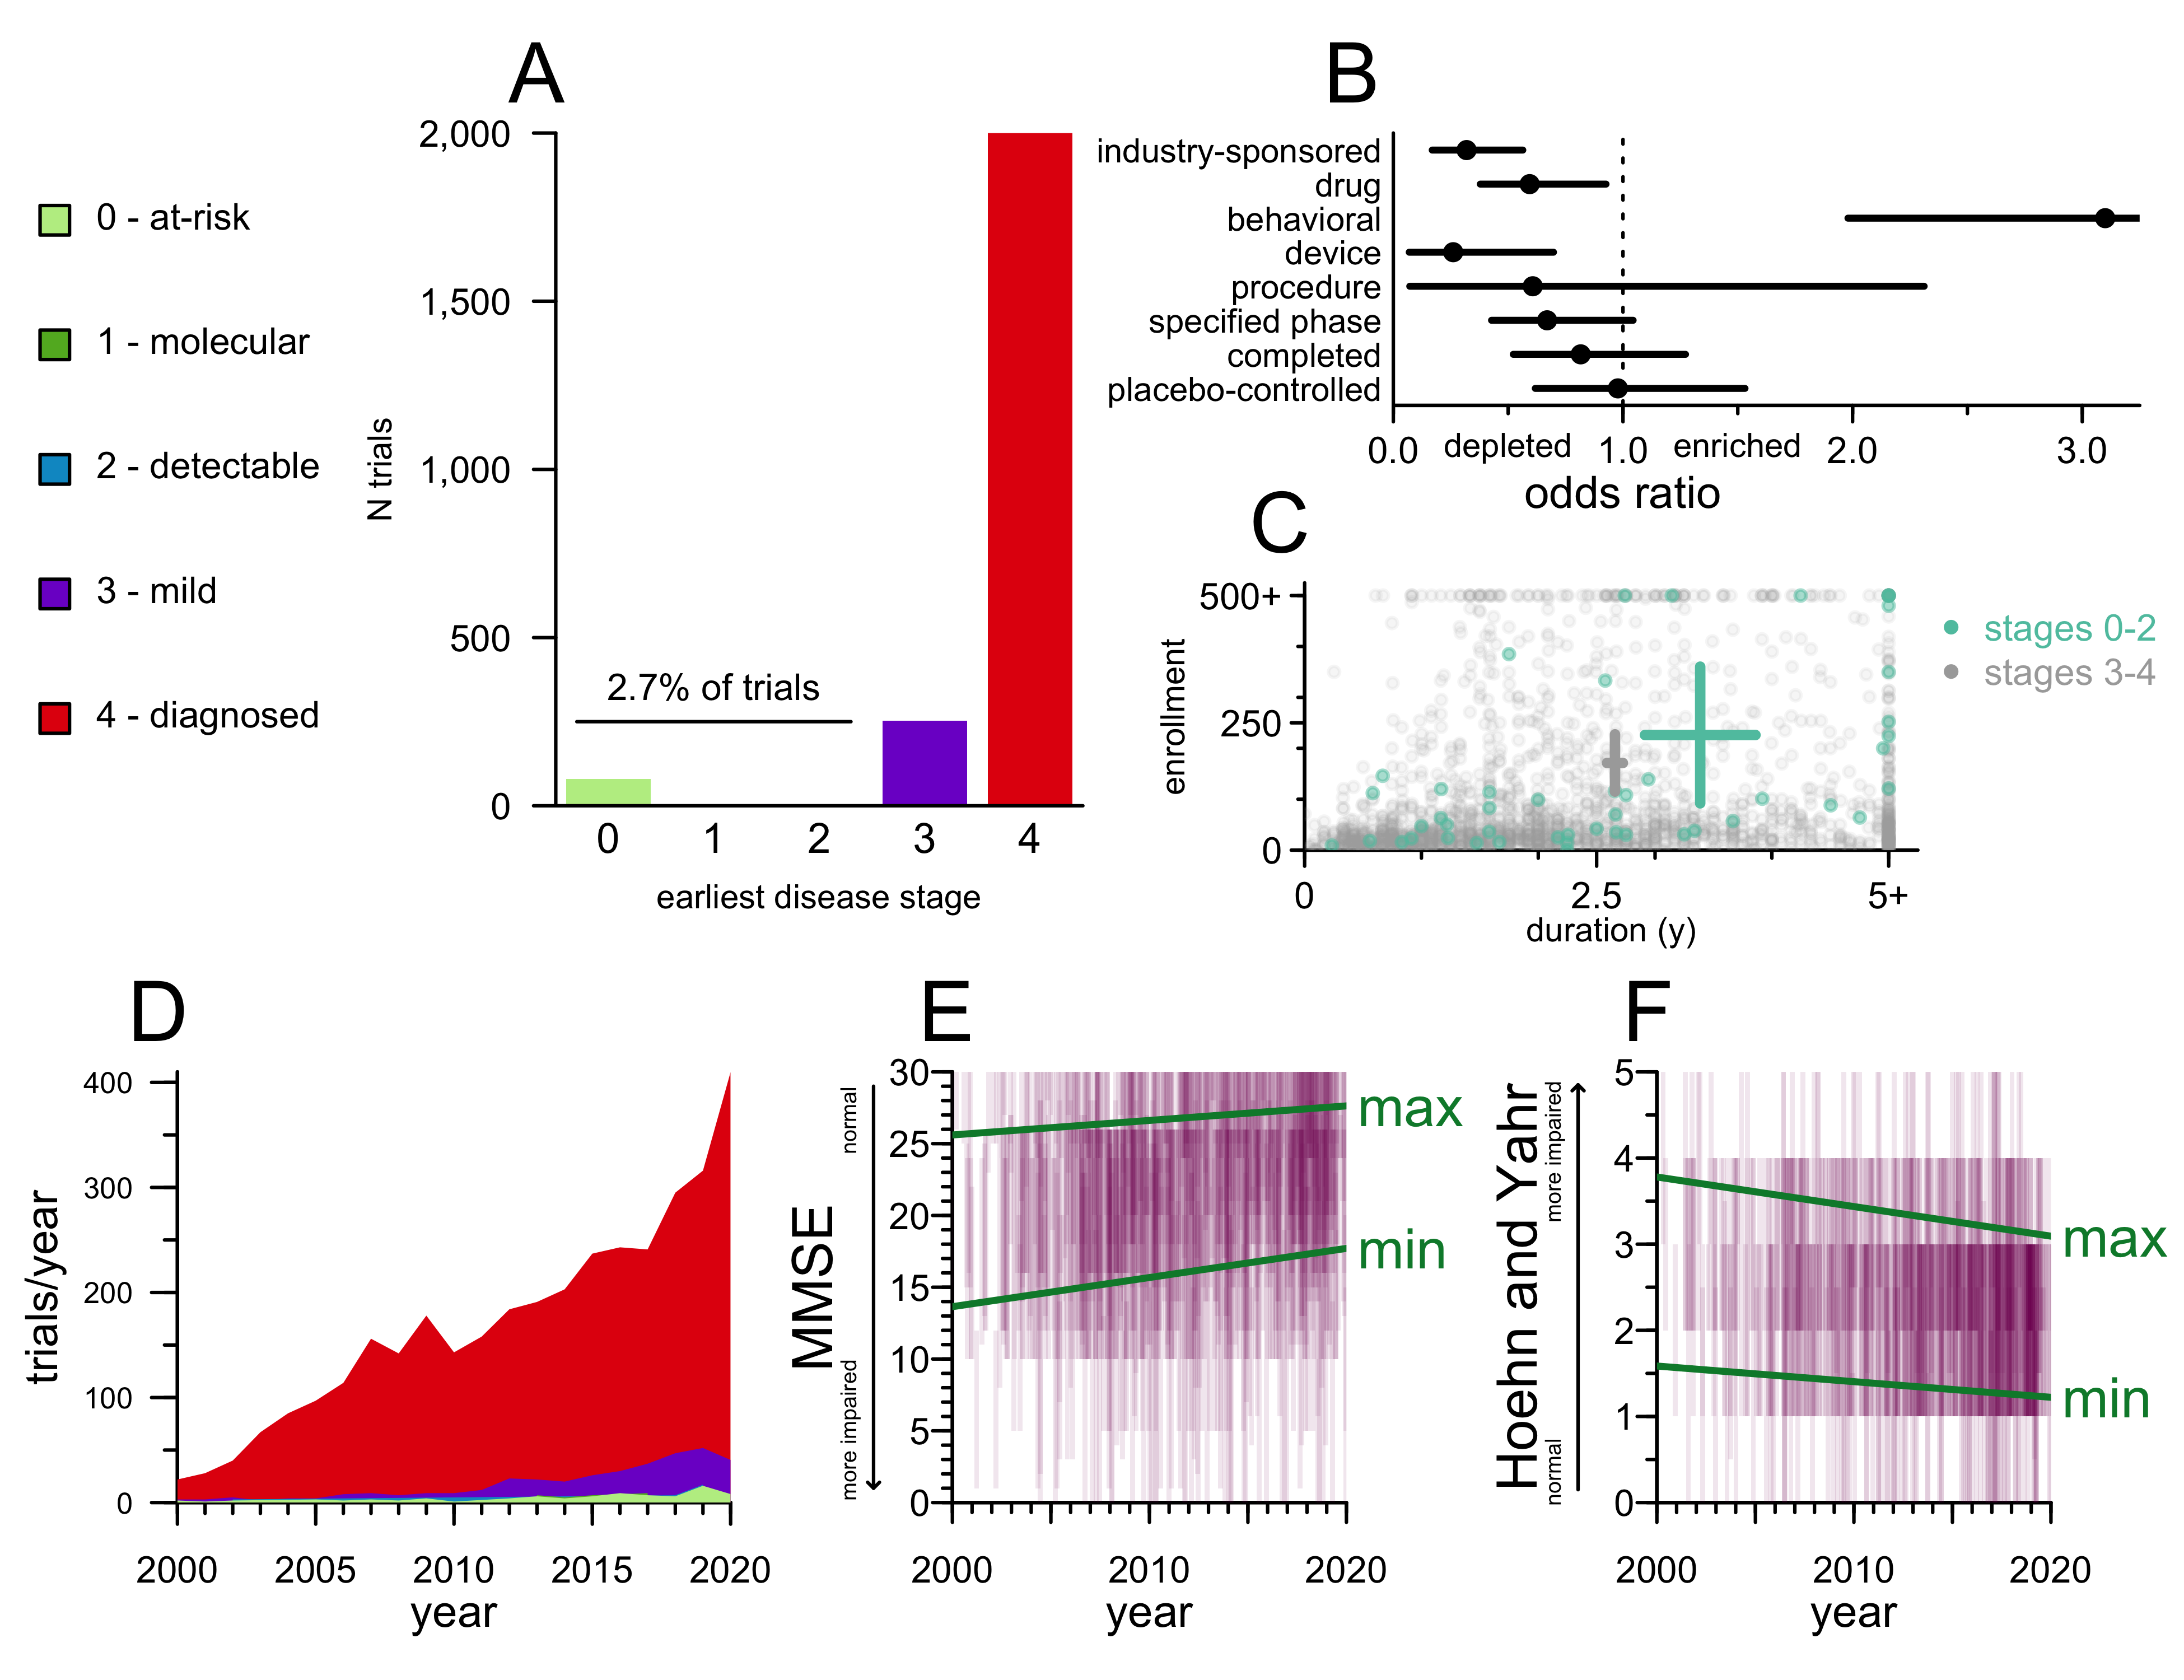 0 - at-risk
1 - molecular
2 - detectable
3 - mild
4 - diagnosed
A
2,000
1,500
1,000
500
0
N trials
2.7% of trials
0 1 2 3 4
earliest disease stage
B
industry-sponsored
drug
behavioral
device
procedure
specified phase
completed
placebo-controlled
0.0 depleted 1.0 enriched 2.0 3.0
odds ratio
C
500+
250
0
enrollment
0 2.5 5+
duration (y)
stages 0-2
stages 3-4
D
400
300
200
100
0
trials/year
2000 2005 2010 2015 2020
year
E
MMSE
normal
more impaired
30
25
20
15
10
5
0
max
min
2000 2010 2020
year
F
Hoehn and Yahr
more impaired
normal
5
4
3
2
1
0
max
min
2000 2010 2020
year